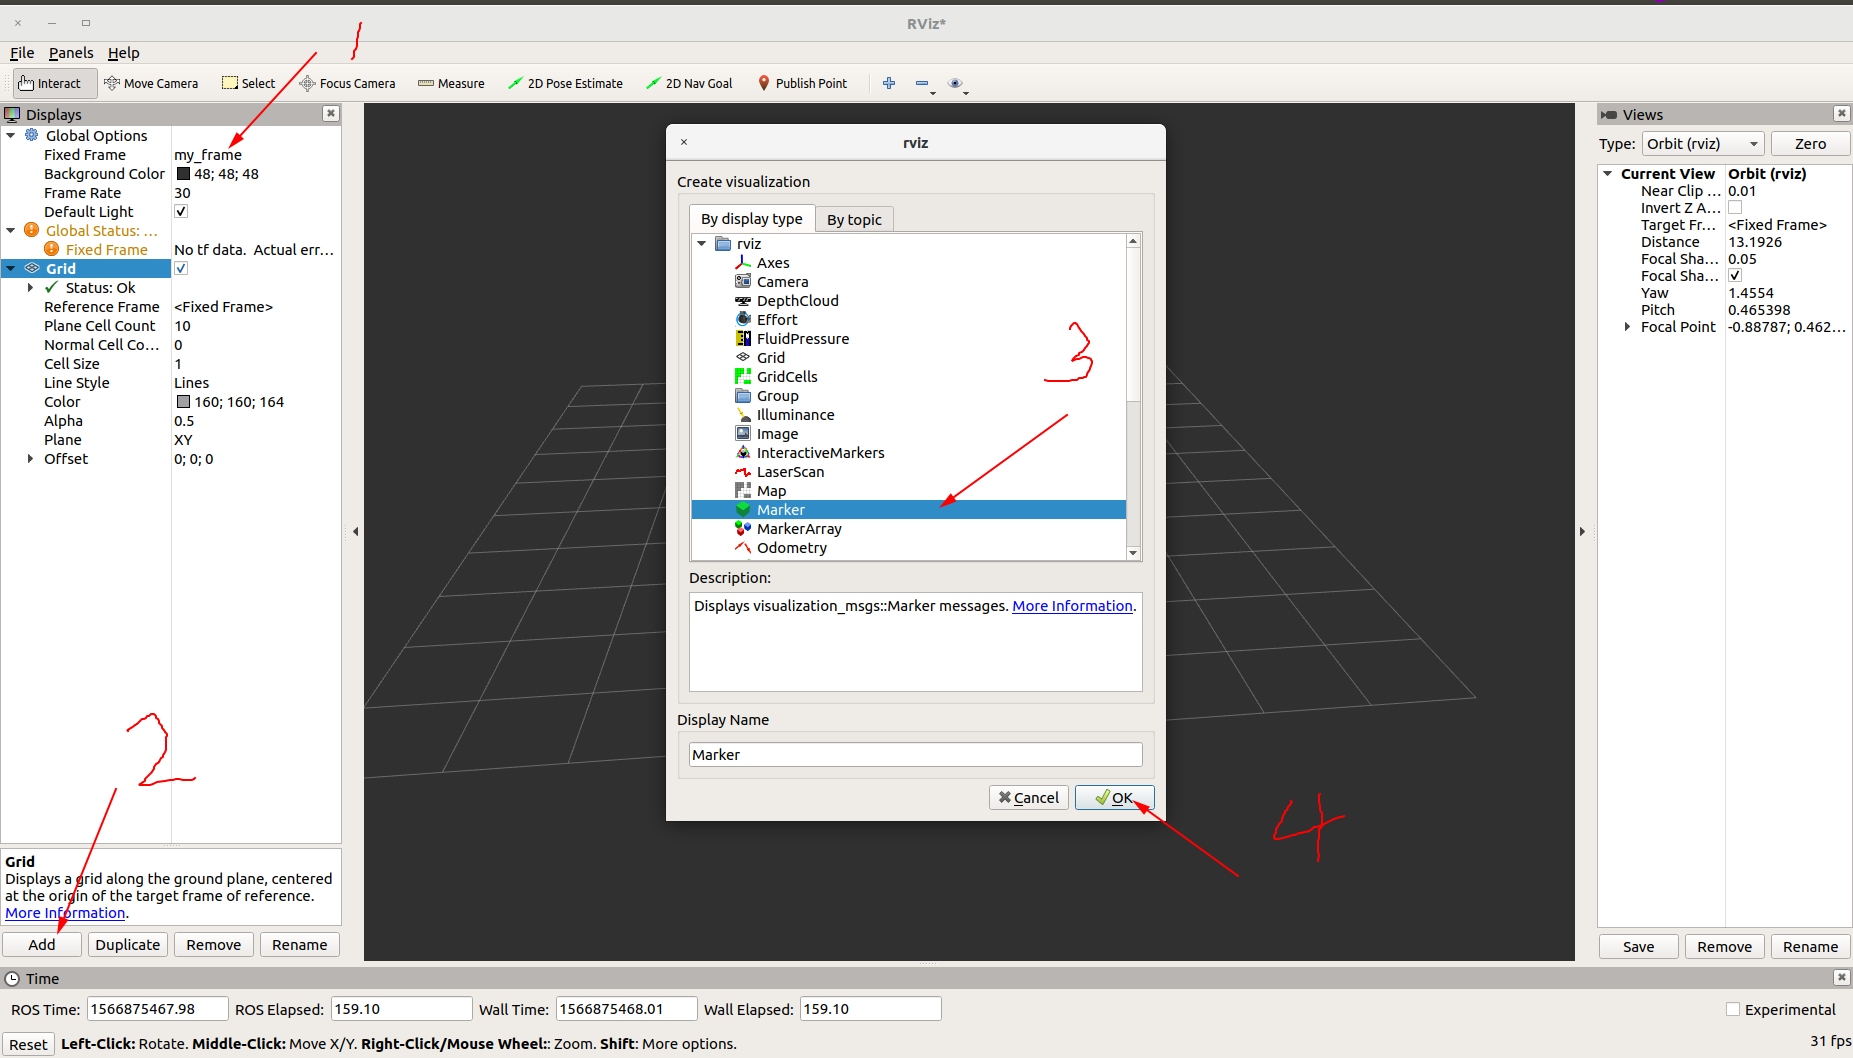 RViz*
File Panels Help
Interact Move Camera Select Focus Camera Measure 2D Pose Estimate 2D Nav Goal Publish Point
1
Displays
Global Options
Fixed Frame my_frame
Background Color 48; 48; 48
Frame Rate 30
Default Light
Global Status: ...
Fixed Frame No tf data.  Actual err...
Grid
Status: Ok
Reference Frame <Fixed Frame>
Plane Cell Count 10
Normal Cell Co... 0
Cell Size 1
Line Style Lines
Color 160; 160; 164
Alpha 0.5
Plane XY
Offset 0; 0; 0
2
Grid
Displays a grid along the ground plane, centered
at the origin of the target frame of reference.
More Information.
Add Duplicate Remove Rename
rviz
Create visualization
By display type By topic
rviz
Axes
Camera
DepthCloud
Effort
FluidPressure
Grid
GridCells
Group
Illuminance
Image
InteractiveMarkers
LaserScan
Map
Marker
MarkerArray
Odometry
3
Description:
Displays visualization_msgs::Marker messages. More Information.
Display Name
Marker
Cancel OK
4
Views
Type: Orbit (rviz) Zero
Current View Orbit (rviz)
Near Clip ... 0.01
Invert Z A...
Target Fr... <Fixed Frame>
Distance 13.1926
Focal Sha... 0.05
Focal Sha...
Yaw 1.4554
Pitch 0.465398
Focal Point -0.88787; 0.462...
Save Remove Rename
Time
ROS Time: 1566875467.98 ROS Elapsed: 159.10 Wall Time: 1566875468.01 Wall Elapsed: 159.10 Experimental
Reset Left-Click: Rotate. Middle-Click: Move X/Y. Right-Click/Mouse Wheel:: Zoom. Shift: More options. 31 fps